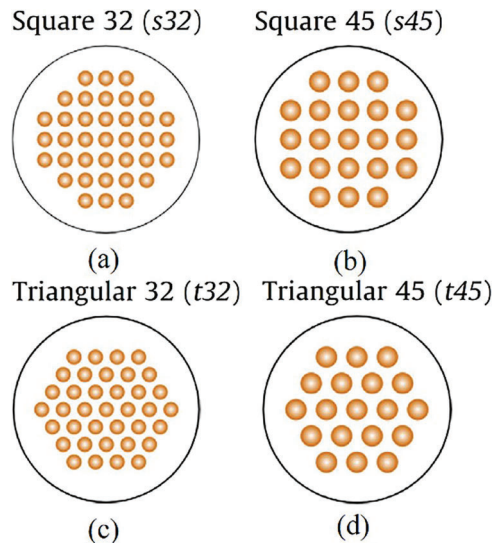 Square 32 (s32)
Square 45 (s45)
(a)
(b)
Triangular 32 (t32)
Triangular 45 (t45)
(c)
(d)